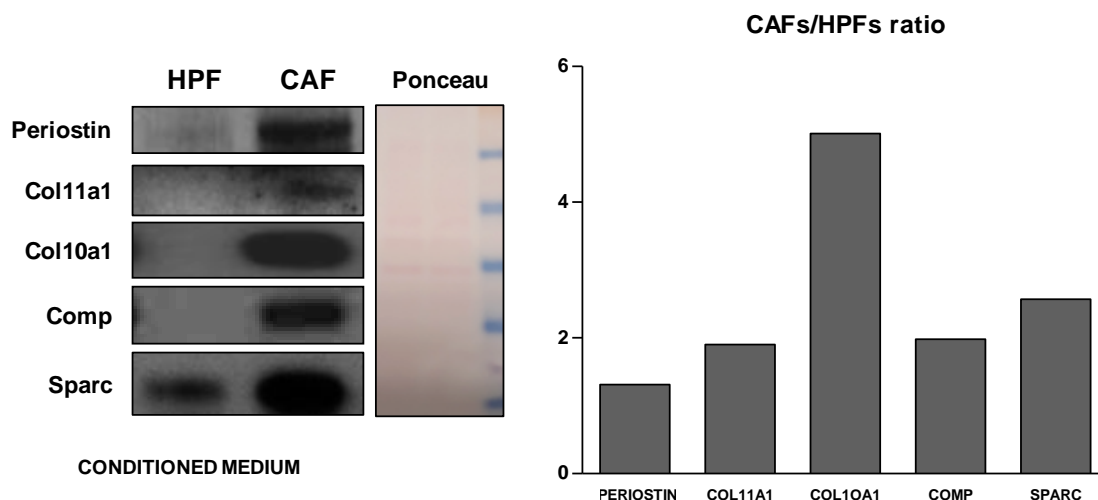 CAFs/HPFs ratio
HPF CAF Ponceau
Periostin
Col11a1
Col10a1
Comp
Sparc
CONDITIONED MEDIUM
6
4
2
0
PERIOSTIN COL11A1 COL1OA1 COMP SPARC